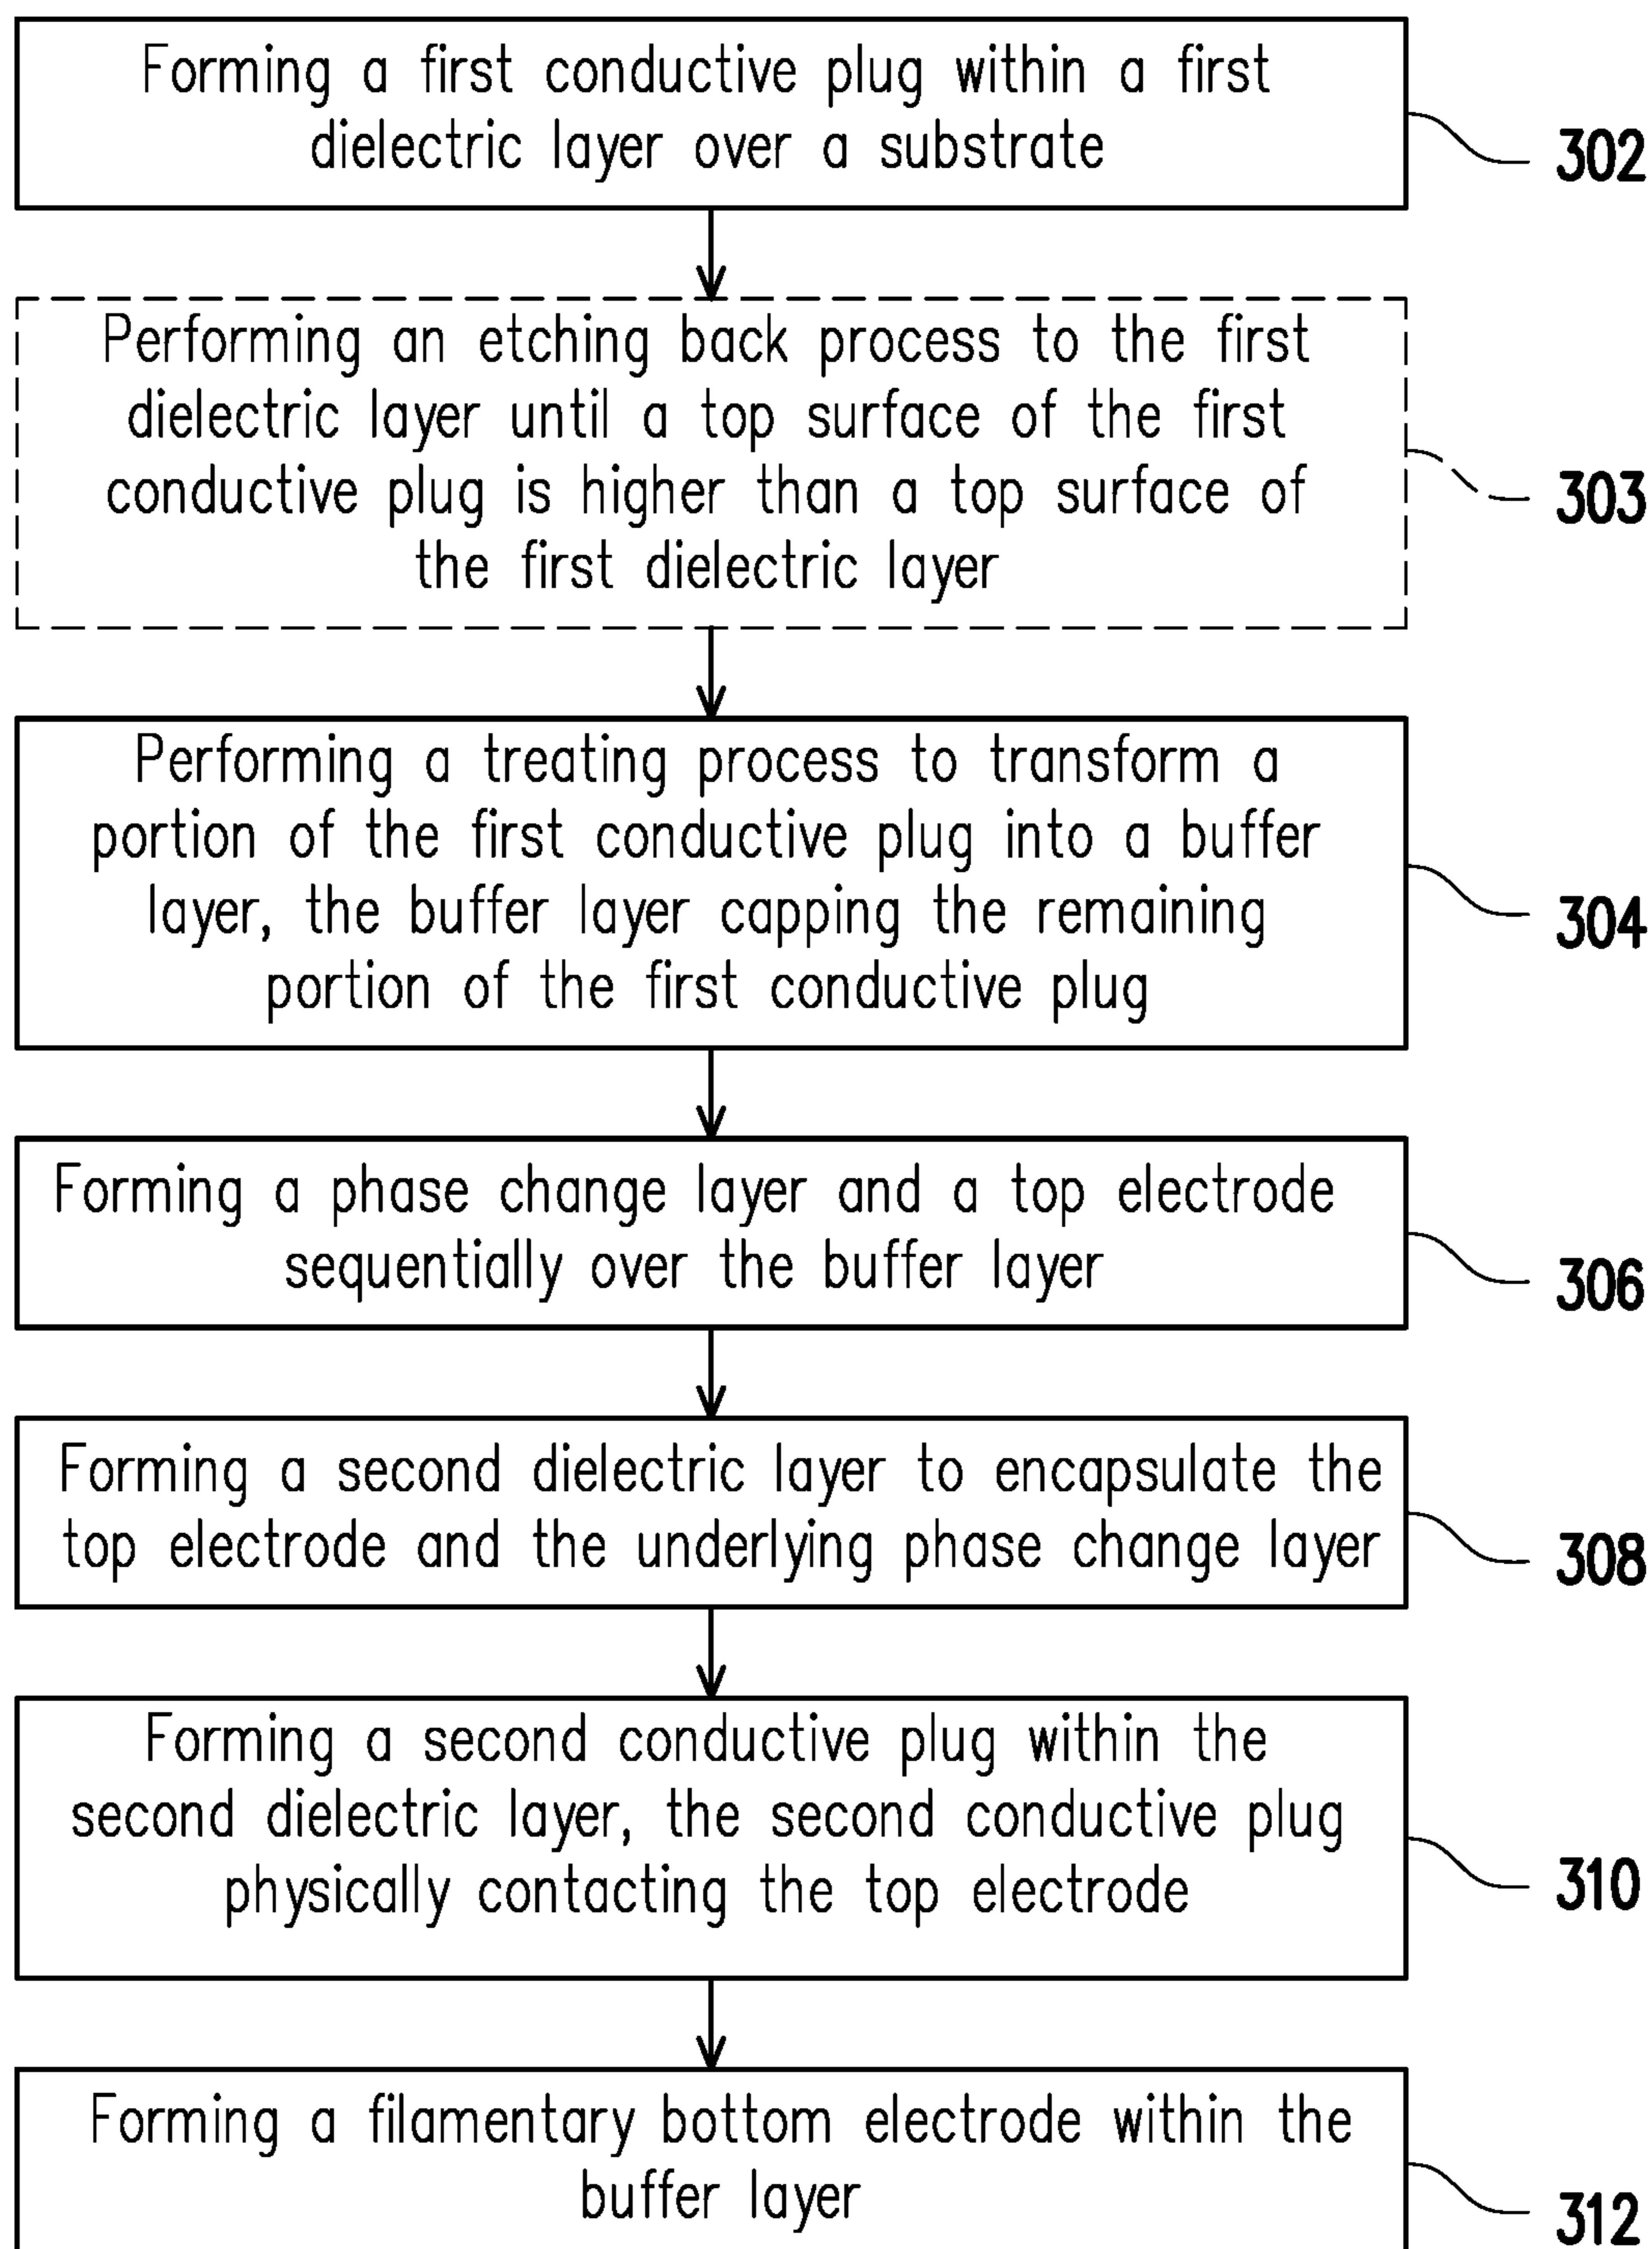 Forming a first conductive plug within a first
dielectric layer over a substrate
302
Performing an etching back process to the first
dielectric layer until a top surface of the first
conductive plug is higher than a top surface of
the first dielectric layer
303
Performing a treating process to transform a
portion of the first conductive plug into a buffer
layer, the buffer layer capping the remaining
portion of the first conductive plug
304
Forming a phase change layer and a top electrode
sequentially over the buffer layer
306
Forming a second dielectric layer to encapsulate the
top electrode and the underlying phase change layer
308
Forming a second conductive plug within the
second dielectric layer, the second conductive plug
physically contacting the top electrode
310
Forming a filamentary bottom electrode within the
buffer layer
312